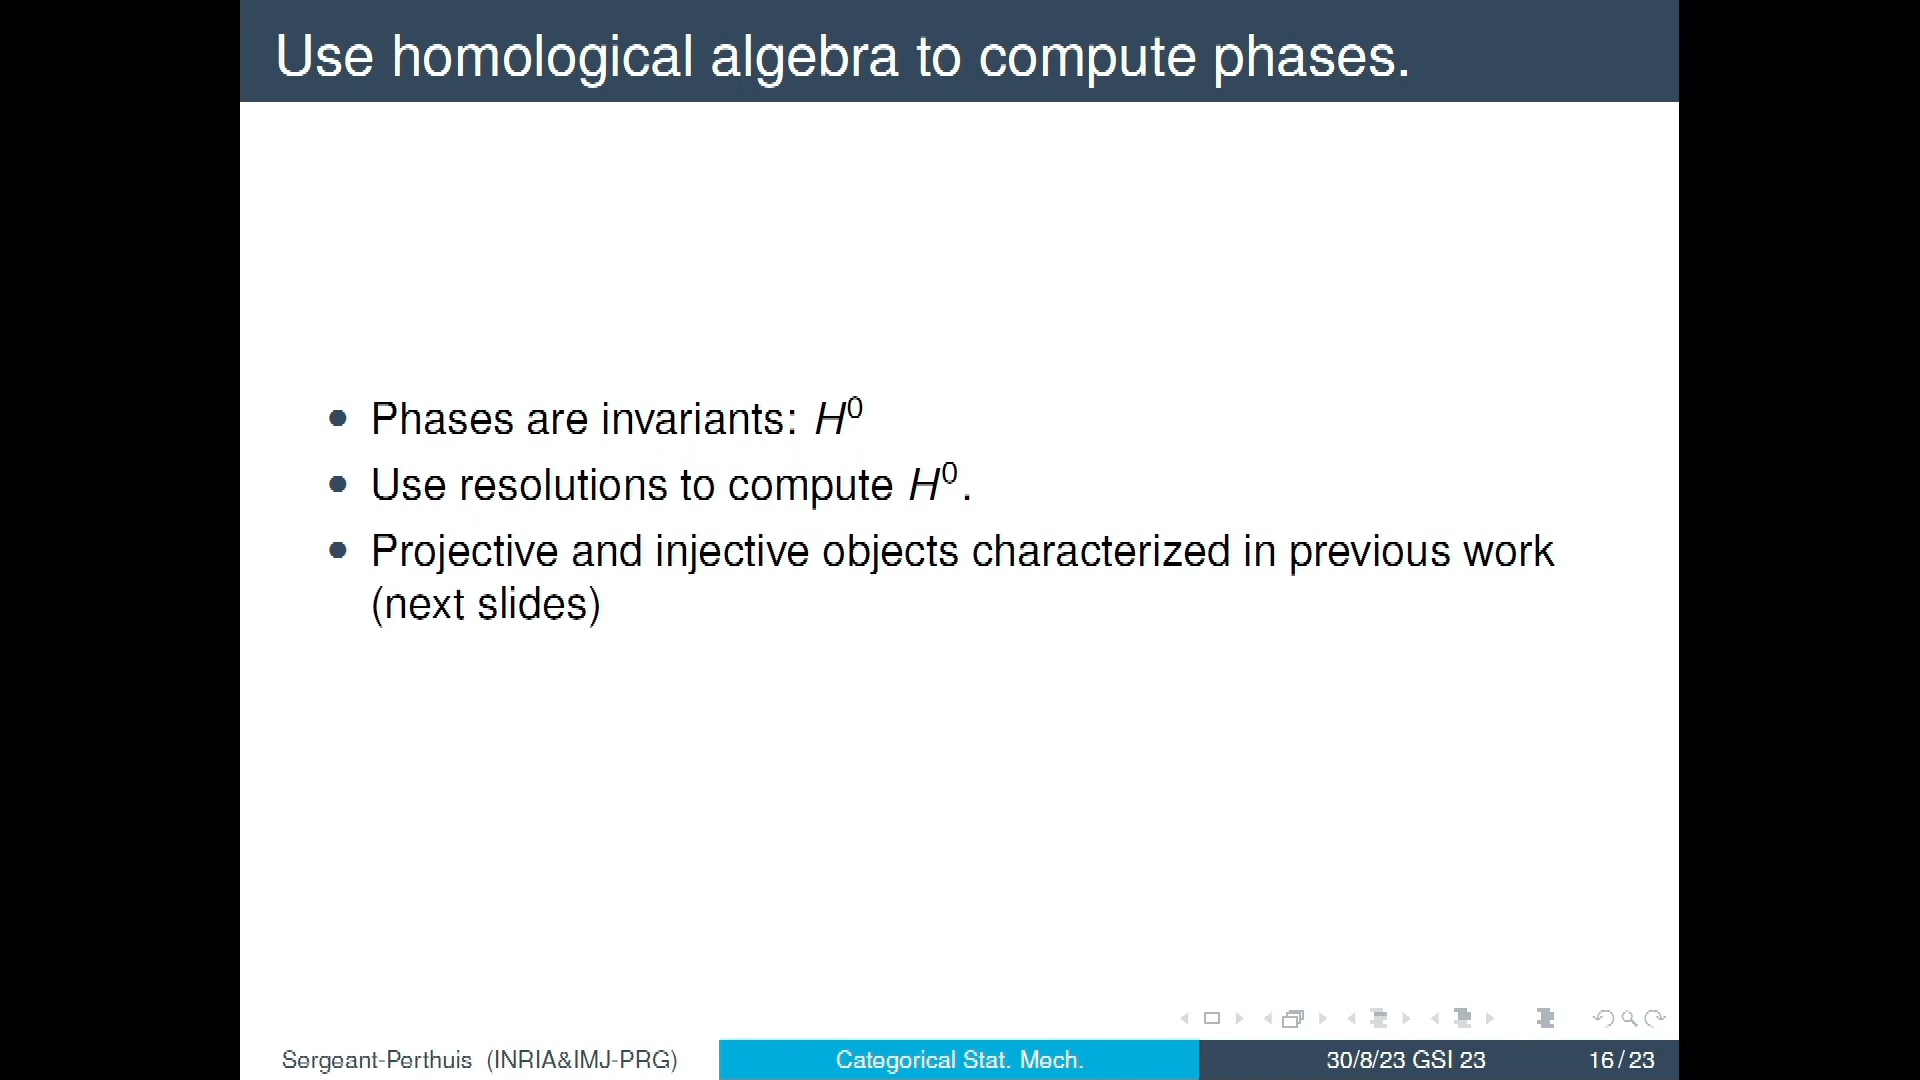 Use homological algebra to compute phases.
• Phases are invariants: H⁰
• Use resolutions to compute H⁰.
• Projective and injective objects characterized in previous work
(next slides)
Sergeant-Perthuis (INRIA&IMJ-PRG) Categorical Stat. Mech. 30/8/23 GSI 23 16 / 23